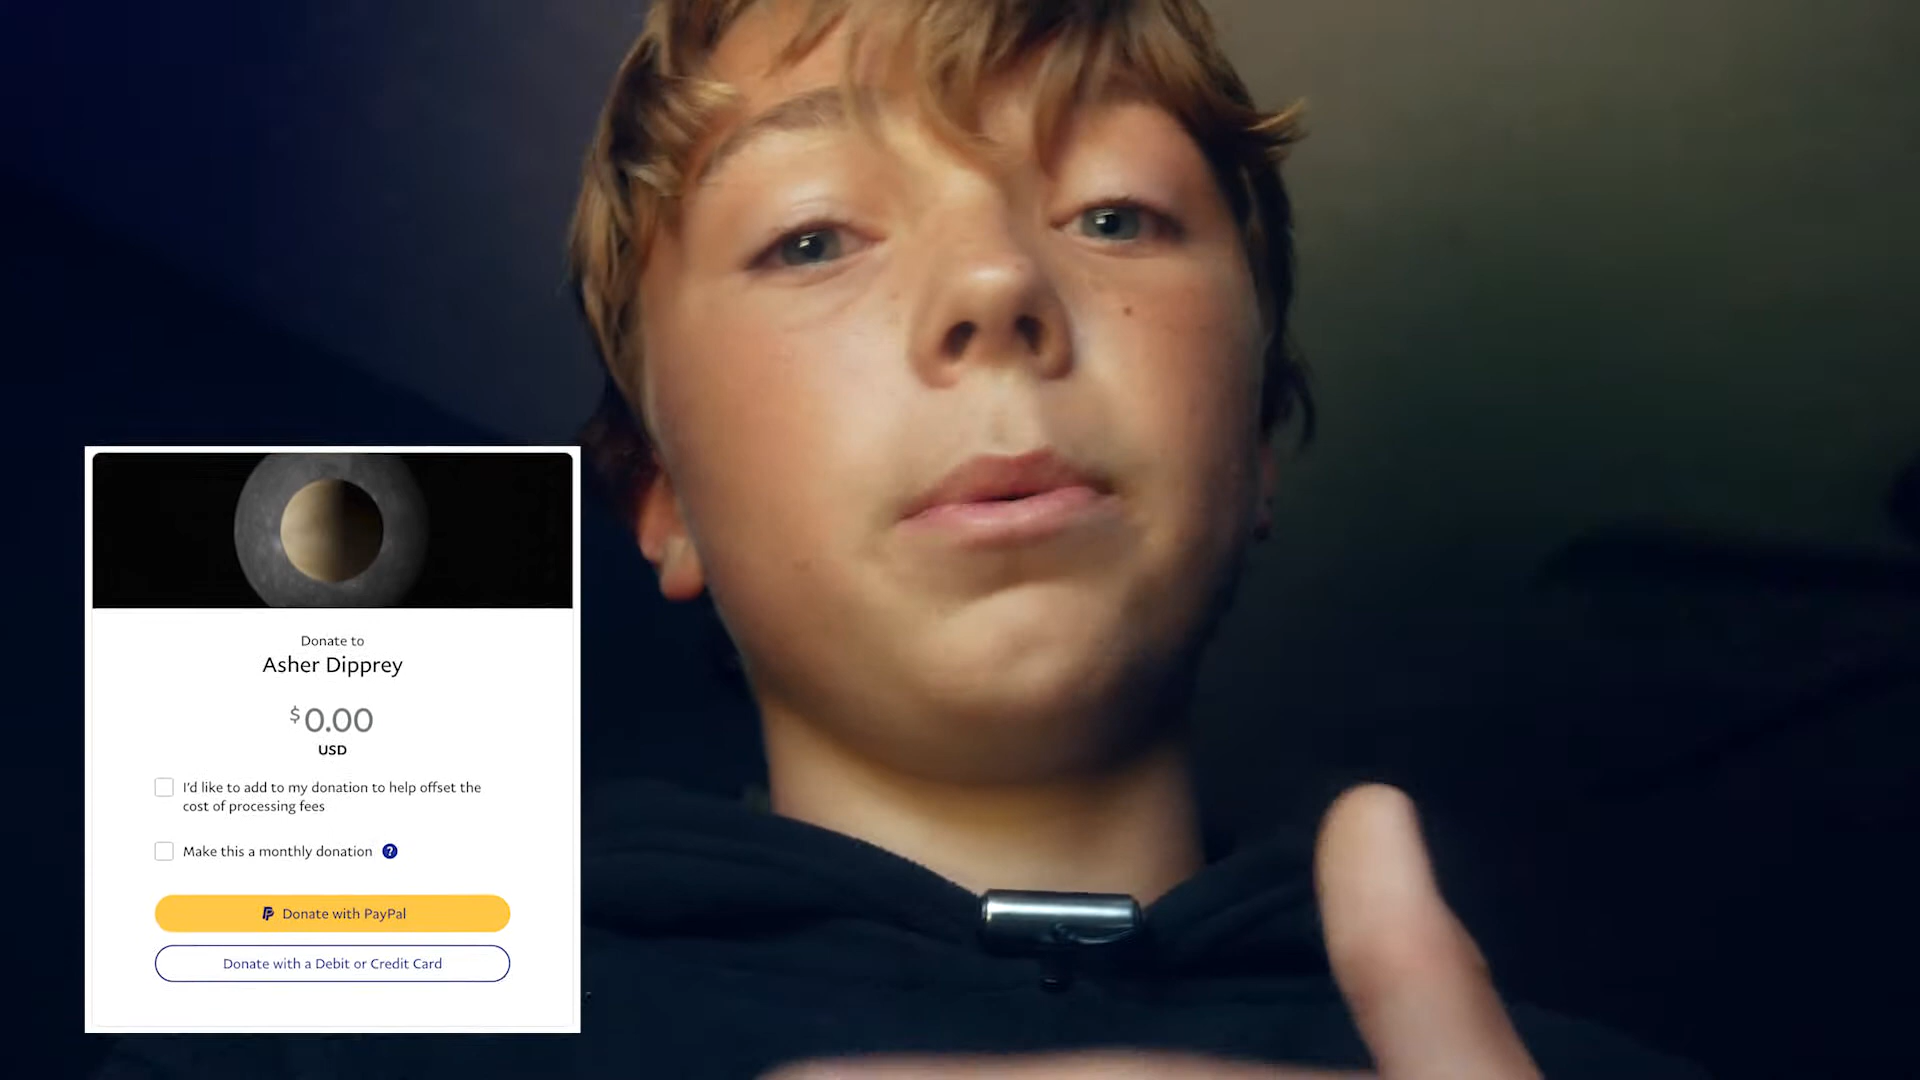 Donate to
Asher Dipprey
$0.00
USD
I'd like to add to my donation to help offset the
cost of processing fees
Make this a monthly donation ?
Donate with PayPal
Donate with a Debit or Credit Card